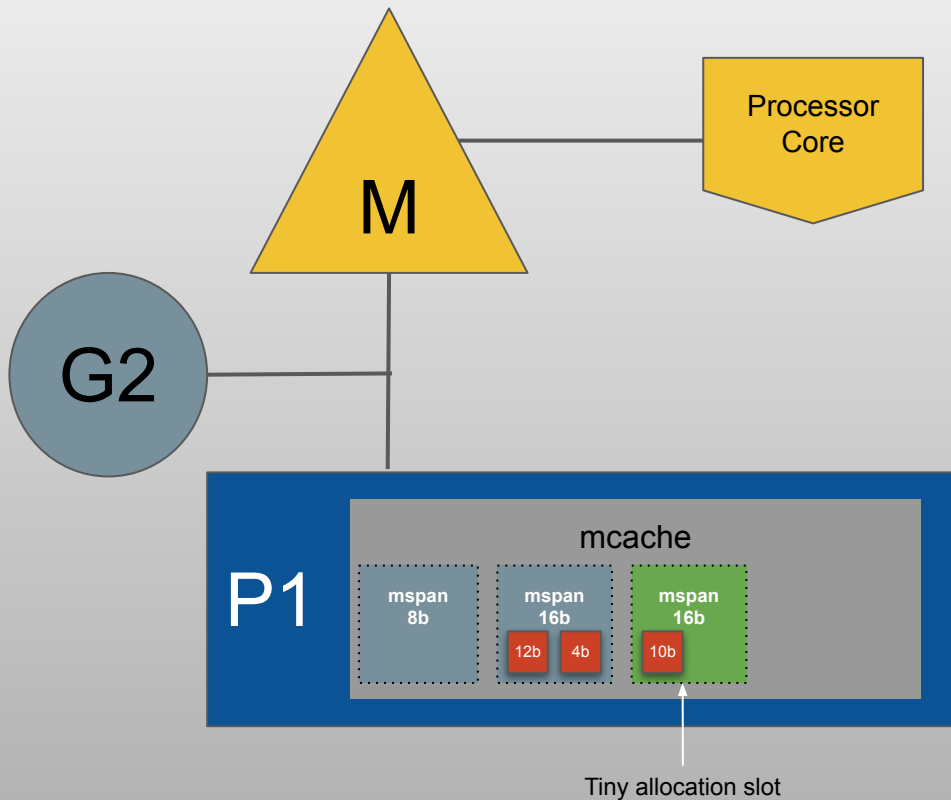 Processor
Core
M
G2
mcache
P1
mspan
8b
mspan
16b
12b
4b
mspan
16b
10b
Tiny allocation slot